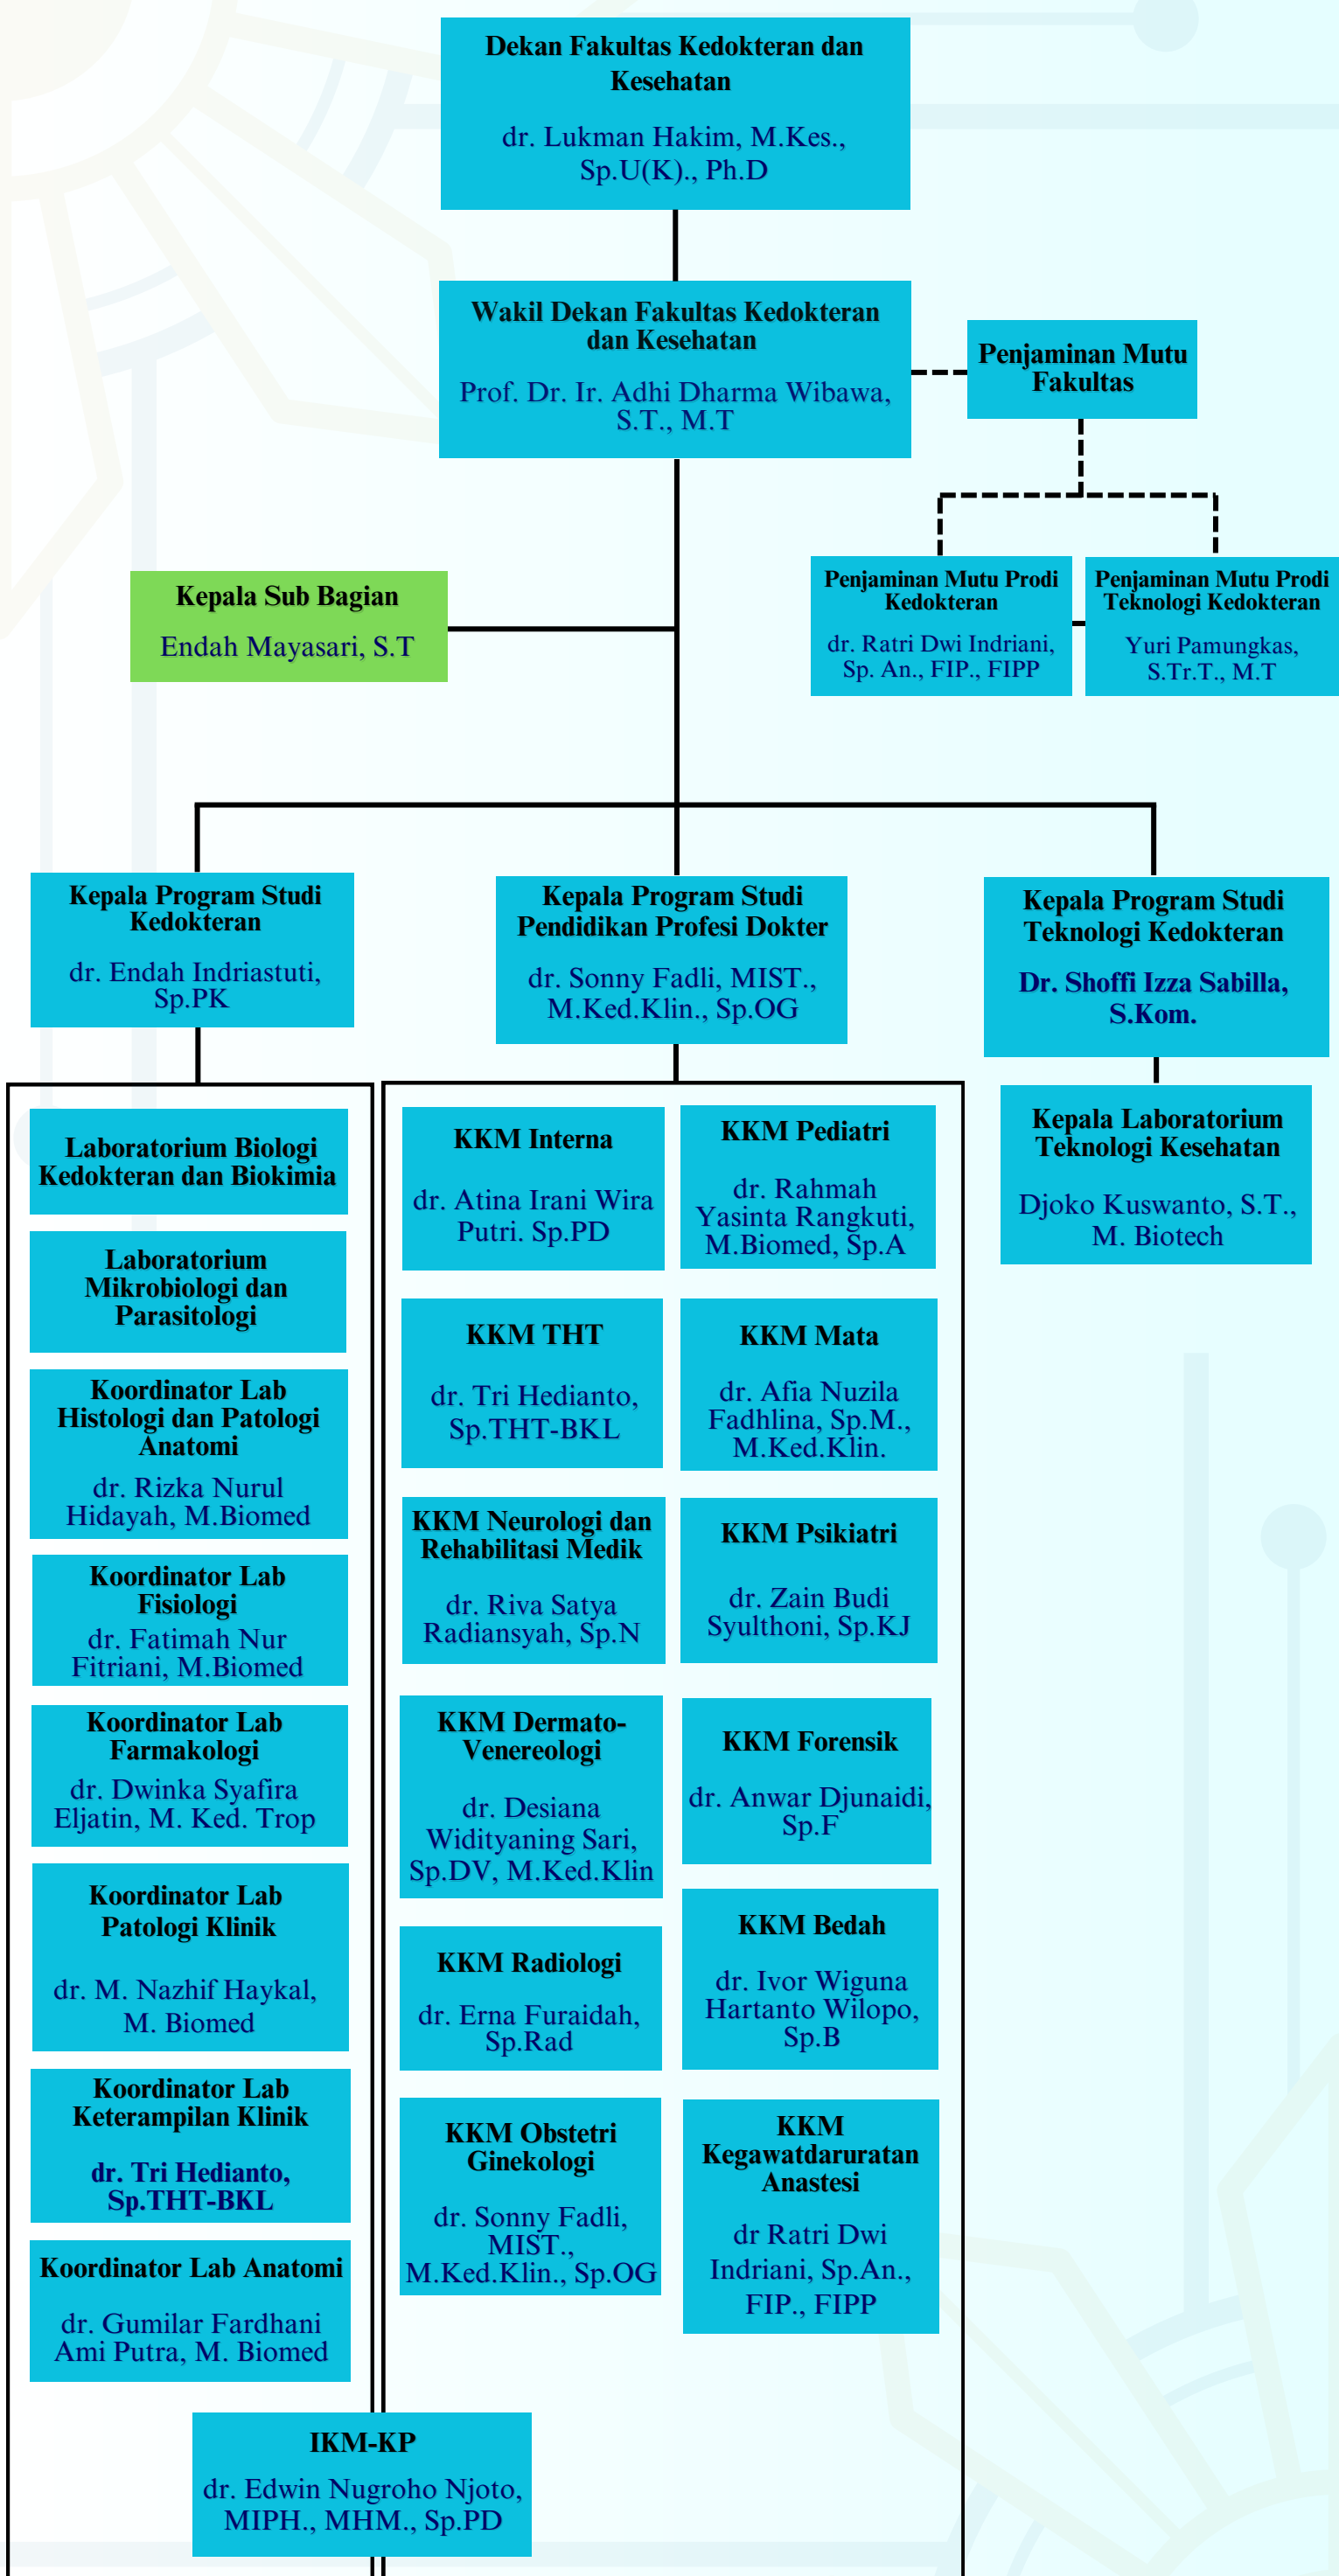 Dekan Fakultas Kedokteran dan
Kesehatan
dr. Lukman Hakim, M.Kes.,
Sp.U(K)., Ph.D
Wakil Dekan Fakultas Kedokteran
dan Kesehatan
Prof. Dr. Ir. Adhi Dharma Wibawa,
S.T., M.T
Penjaminan Mutu
Fakultas
Penjaminan Mutu Prodi
Kedokteran
dr. Ratri Dwi Indriani,
Sp. An., FIP., FIPP
Penjaminan Mutu Prodi
Teknologi Kedokteran
Yuri Pamungkas,
S.Tr.T., M.T
Kepala Sub Bagian
Endah Mayasari, S.T
Kepala Program Studi
Kedokteran
dr. Endah Indriastuti,
Sp.PK
Kepala Program Studi
Pendidikan Profesi Dokter
dr. Sonny Fadli, MIST.,
M.Ked.Klin., Sp.OG
Kepala Program Studi
Teknologi Kedokteran
Dr. Shoffi Izza Sabilla,
S.Kom.
Laboratorium Biologi
Kedokteran dan Biokimia
Laboratorium
Mikrobiologi dan
Parasitologi
Koordinator Lab
Histologi dan Patologi
Anatomi
dr. Rizka Nurul
Hidayah, M.Biomed
Koordinator Lab
Fisiologi
dr. Fatimah Nur
Fitriani, M.Biomed
Koordinator Lab
Farmakologi
dr. Dwinka Syafira
Eljatin, M. Ked. Trop
Koordinator Lab
Patologi Klinik
dr. M. Nazhif Haykal,
M. Biomed
Koordinator Lab
Keterampilan Klinik
dr. Tri Hedianto,
Sp.THT-BKL
Koordinator Lab Anatomi
dr. Gumilar Fardhani
Ami Putra, M. Biomed
KKM Interna
dr. Atina Irani Wira
Putri. Sp.PD
KKM Pediatri
dr. Rahmah
Yasinta Rangkuti,
M.Biomed, Sp.A
KKM THT
dr. Tri Hedianto,
Sp.THT-BKL
KKM Mata
dr. Afia Nuzila
Fadhlina, Sp.M.,
M.Ked.Klin.
KKM Neurologi dan
Rehabilitasi Medik
dr. Riva Satya
Radiansyah, Sp.N
KKM Psikiatri
dr. Zain Budi
Syulthoni, Sp.KJ
KKM Dermato-
Venereologi
dr. Desiana
Widityaning Sari,
Sp.DV, M.Ked.Klin
KKM Forensik
dr. Anwar Djunaidi,
Sp.F
KKM Radiologi
dr. Erna Furaidah,
Sp.Rad
KKM Bedah
dr. Ivor Wiguna
Hartanto Wilopo,
Sp.B
KKM Obstetri
Ginekologi
dr. Sonny Fadli,
MIST.,
M.Ked.Klin., Sp.OG
KKM
Kegawatdaruratan
Anastesi
dr Ratri Dwi
Indriani, Sp.An.,
FIP., FIPP
Kepala Laboratorium
Teknologi Kesehatan
Djoko Kuswanto, S.T.,
M. Biotech
IKM-KP
dr. Edwin Nugroho Njoto,
MIPH., MHM., Sp.PD